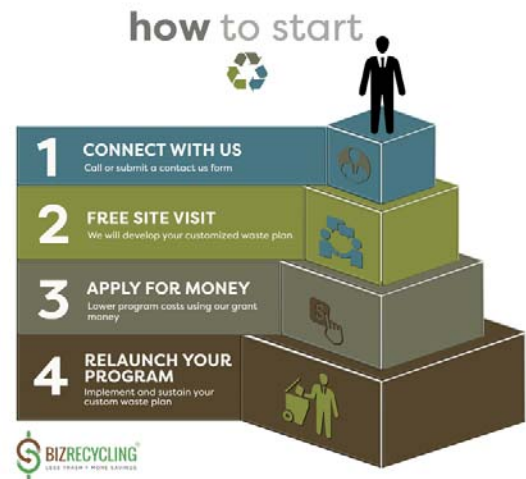 how to start
1
CONNECT WITH US
Call or submit a contact us form
2
FREE SITE VISIT
We will develop your customized waste plan
3
APPLY FOR MONEY
Lower program costs using our grant
money
4
RELAUNCH YOUR
PROGRAM
Implement and sustain your
custom waste plan
BIZRECYCLING
LESS TRASH + MORE SAVINGS